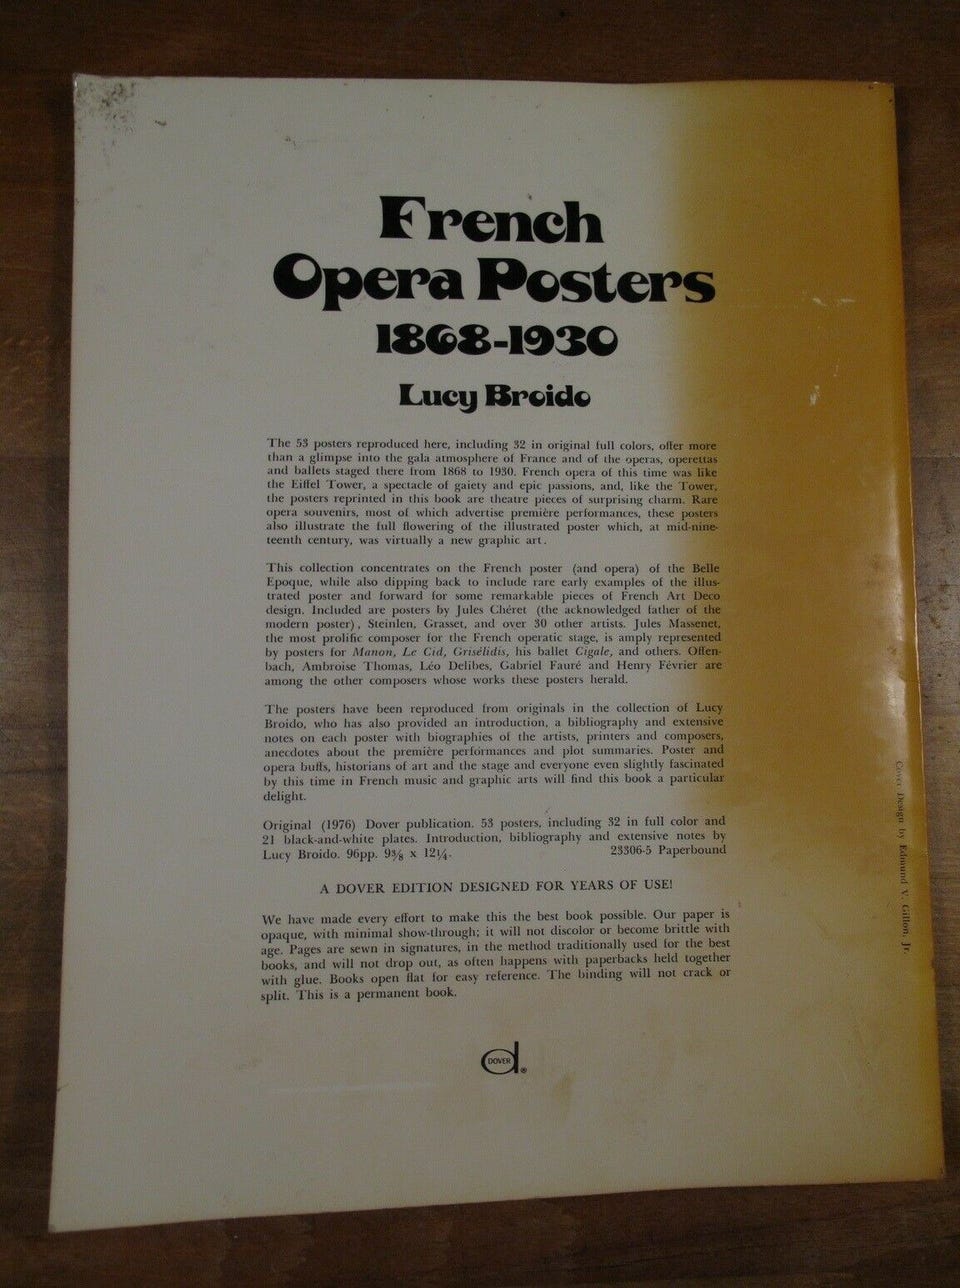 French
Opera Posters
1868-1930
Lucy Broido
The 53 posters reproduced here, including 32 in original full colors, offer more
than a glimpse into the gala atmosphere of France and of the operas, operettas
and ballets staged there from 1868 to 1930. French opera of this time was like
the Eiffel Tower, a spectacle of gaiety and epic passions, and, like the Tower,
the posters reprinted in this book are theatre pieces of surprising charm. Rare
opera souvenirs, most of which advertise première performances, these posters
also illustrate the full flowering of the illustrated poster which, at mid-nine-
teenth century, was virtually a new graphic art.
This collection concentrates on the French poster (and opera) of the Belle
Epoque, while also dipping back to include rare early examples of the illus-
trated poster and forward for some remarkable pieces of French Art Deco
design. Included are posters by Jules Chéret (the acknowledged father of the
modern poster), Steinlen, Grasset, and over 30 other artists. Jules Massenet,
the most prolific composer for the French operatic stage, is amply represented
by posters for Manon, Le Cid, Grisélidis, his ballet Cigale, and others. Offen-
bach, Ambroise Thomas, Léo Delibes, Gabriel Fauré and Henry Février are
among the other composers whose works these posters herald.
The posters have been reproduced from originals in the collection of Lucy
Broido, who has also provided an introduction, a bibliography and extensive
notes on each poster with biographies of the artists, printers and composers,
anecdotes about the première performances and plot summaries. Poster and
opera buffs, historians of art and the stage and everyone even slightly fascinated
by this time in French music and graphic arts will find this book a particular
delight.
Original (1976) Dover publication. 53 posters, including 32 in full color and
21 black-and-white plates. Introduction, bibliography and extensive notes by
Lucy Broido. 96pp. 9⅜ x 12¼. 23306-5 Paperbound
A DOVER EDITION DESIGNED FOR YEARS OF USE!
We have made every effort to make this the best book possible. Our paper is
opaque, with minimal show-through; it will not discolor or become brittle with
age. Pages are sewn in signatures, in the method traditionally used for the best
books, and will not drop out, as often happens with paperbacks held together
with glue. Books open flat for easy reference. The binding will not crack or
split. This is a permanent book.
DOVER
d®
Cover Design by Edmund V. Gillon, Jr.